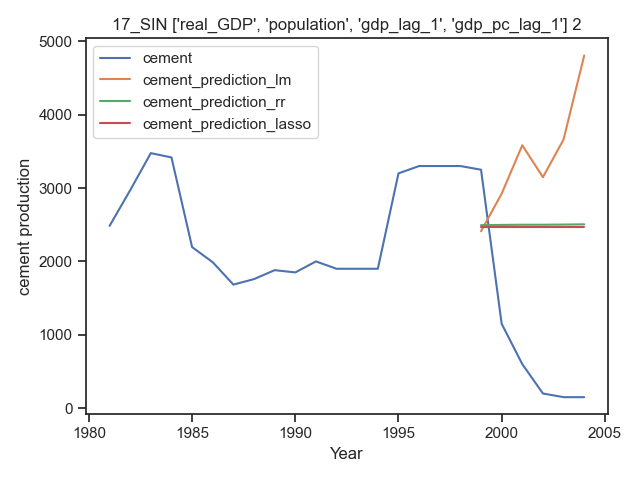 17_SIN ['real_GDP', 'population', 'gdp_lag_1', 'gdp_pc_lag_1'] 2
5000
4000
3000
2000
1000
0
cement production
cement
cement_prediction_lm
cement_prediction_rr
cement_prediction_lasso
1980
1985
1990
1995
2000
2005
Year